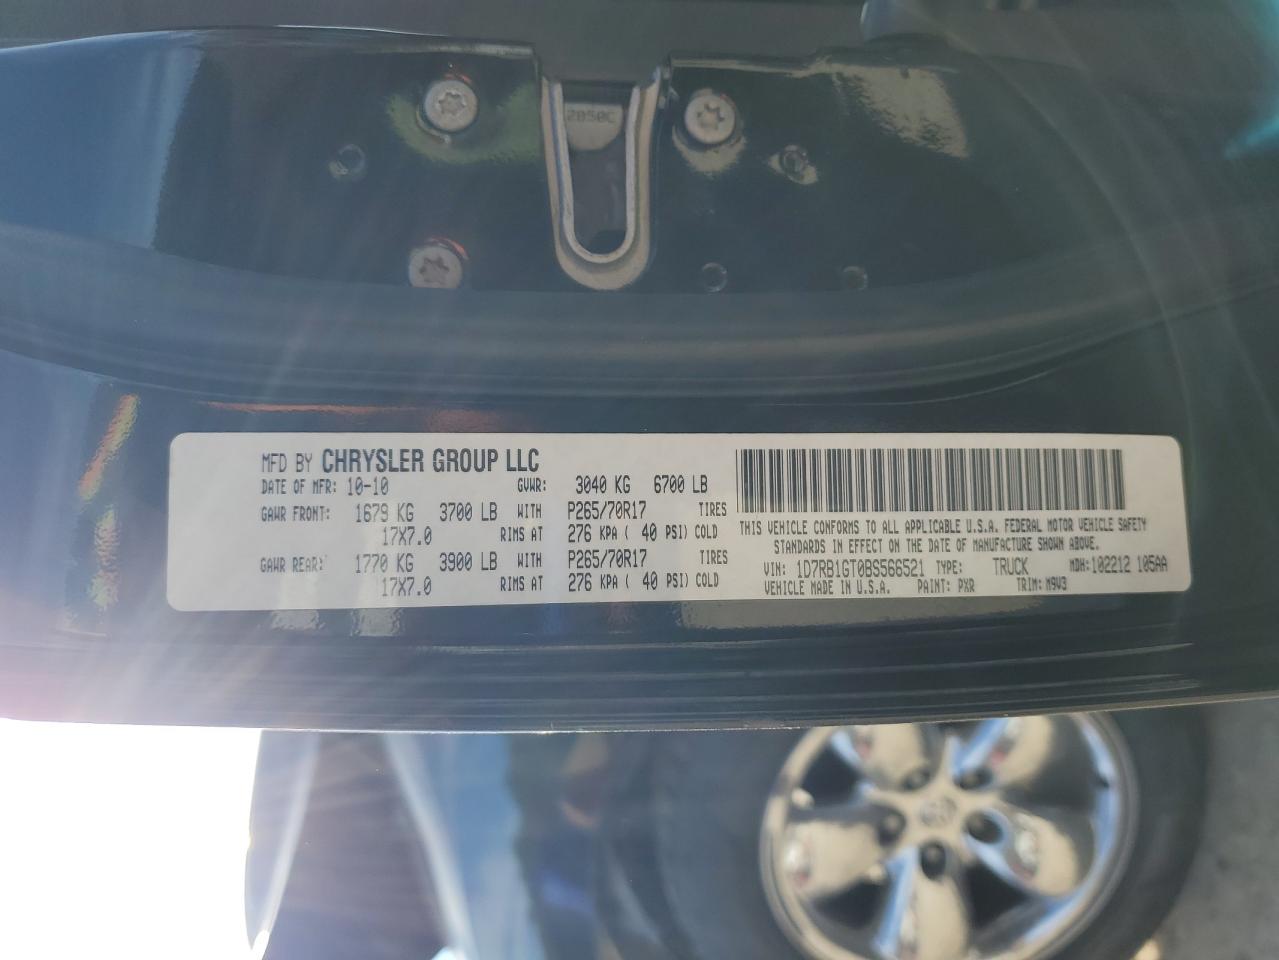 2850C
MFD BY CHRYSLER GROUP LLC
DATE OF MFR: 10-10 GVWR: 3040 KG 6700 LB
GAWR FRONT: 1679 KG 3700 LB WITH P265/70R17 TIRES
17X7.0 RIMS AT 276 KPA ( 40 PSI) COLD
GAWR REAR: 1770 KG 3900 LB WITH P265/70R17 TIRES
17X7.0 RIMS AT 276 KPA ( 40 PSI) COLD
THIS VEHICLE CONFORMS TO ALL APPLICABLE U.S.A. FEDERAL MOTOR VEHICLE SAFETY
STANDARDS IN EFFECT ON THE DATE OF MANUFACTURE SHOWN ABOVE.
VIN: 1D7RB1GT0BS566521 TYPE: TRUCK MDH: 102212 105AA
VEHICLE MADE IN U.S.A. PAINT: PXR TRIM: M9V3